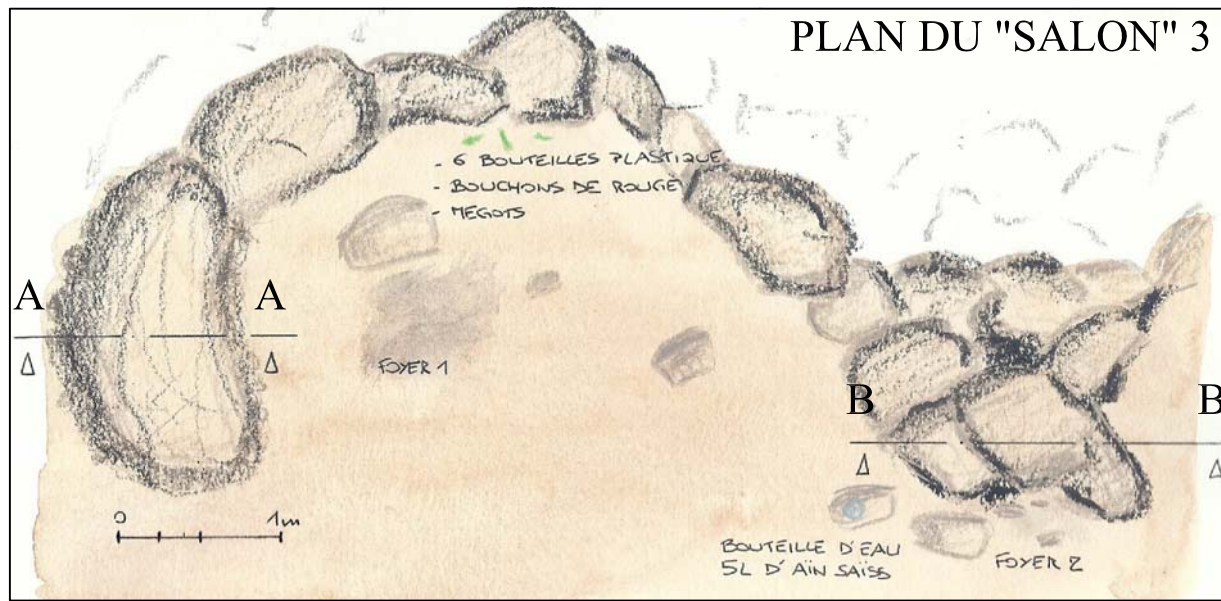 PLAN DU "SALON" 3
- 6 BOUTEILLES PLASTIQUE
- BOUCHONS DE ROUGE
- MEGOTS
A A
FOYER 1
B B
0 1m
BOUTEILLE D'EAU
5L D'AÏN SAÏSS
FOYER 2